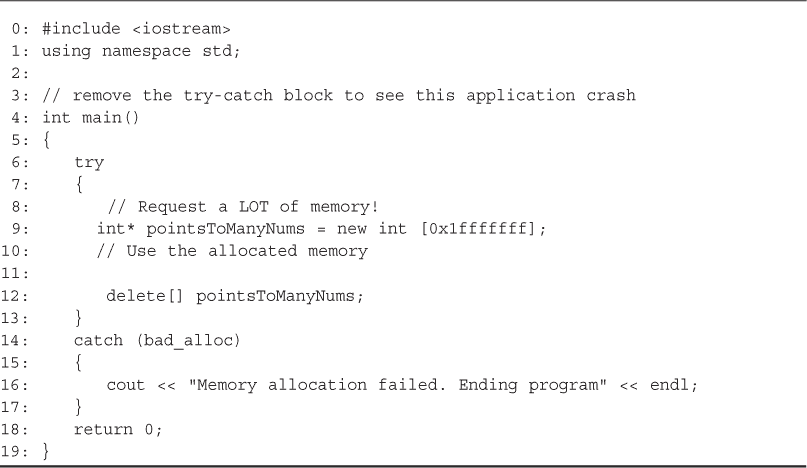 0: #include <iostream>
1: using namespace std;
2:
3: // remove the try-catch block to see this application crash
4: int main()
5: {
6:    try
7:    {
8:       // Request a LOT of memory!
9:       int* pointsToManyNums = new int [0x1fffffff];
10:      // Use the allocated memory
11:
12:       delete[] pointsToManyNums;
13:    }
14:    catch (bad_alloc)
15:    {
16:       cout << "Memory allocation failed. Ending program" << endl;
17:    }
18:    return 0;
19: }